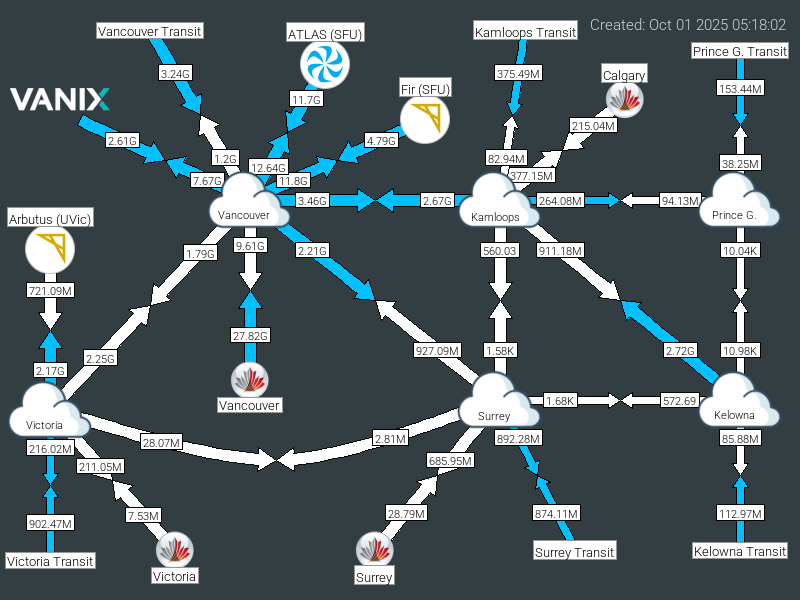 Created: Oct 01 2025 05:18:02
Vancouver Transit
ATLAS (SFU)
Kamloops Transit
Prince G. Transit
3.24G
375.49M
Calgary
153.44M
VANIX
11.7G
Fir (SFU)
2.61G
4.79G
215.04M
1.2G
82.94M
38.25M
12.64G
377.15M
7.67G
11.8G
3.46G
2.67G
264.08M
94.13M
Vancouver
Kamloops
Prince G.
Arbutus (UVic)
9.61G
1.79G
2.21G
560.03
911.18M
10.04K
721.09M
27.82G
2.25G
927.09M
1.58K
2.72G
10.98K
2.17G
Vancouver
1.68K
572.69
Victoria
Surrey
Kelowna
28.07M
2.81M
892.28M
85.88M
216.02M
211.05M
685.95M
7.53M
28.79M
874.11M
112.97M
902.47M
Victoria Transit
Victoria
Surrey
Surrey Transit
Kelowna Transit